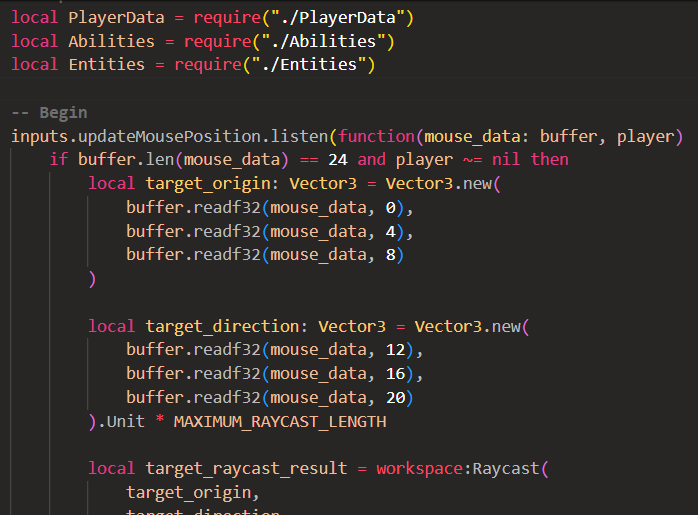 local PlayerData = require("./PlayerData")
local Abilities = require("./Abilities")
local Entities = require("./Entities")
-- Begin
inputs.updateMousePosition.listen(function(mouse_data: buffer, player)
if buffer.len(mouse_data) == 24 and player ~= nil then
local target_origin: Vector3 = Vector3.new(
buffer.readf32(mouse_data, 0),
buffer.readf32(mouse_data, 4),
buffer.readf32(mouse_data, 8)
)
local target_direction: Vector3 = Vector3.new(
buffer.readf32(mouse_data, 12),
buffer.readf32(mouse_data, 16),
buffer.readf32(mouse_data, 20)
).Unit * MAXIMUM_RAYCAST_LENGTH
local target_raycast_result = workspace:Raycast(
target_origin,
target_direction